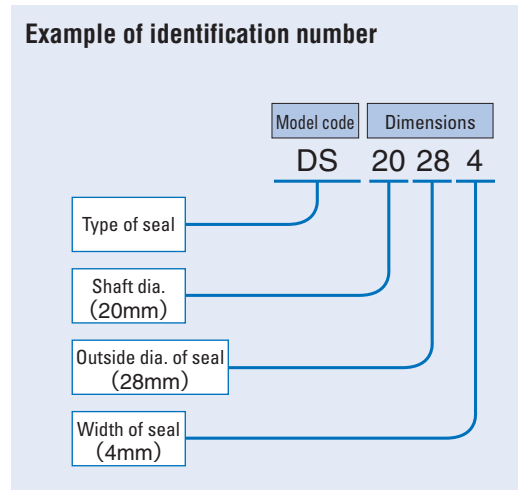 Example of identification number
Model code Dimensions
DS 20 28 4
Type of seal
Shaft dia.
（20mm）
Outside dia. of seal
（28mm）
Width of seal
（4mm）